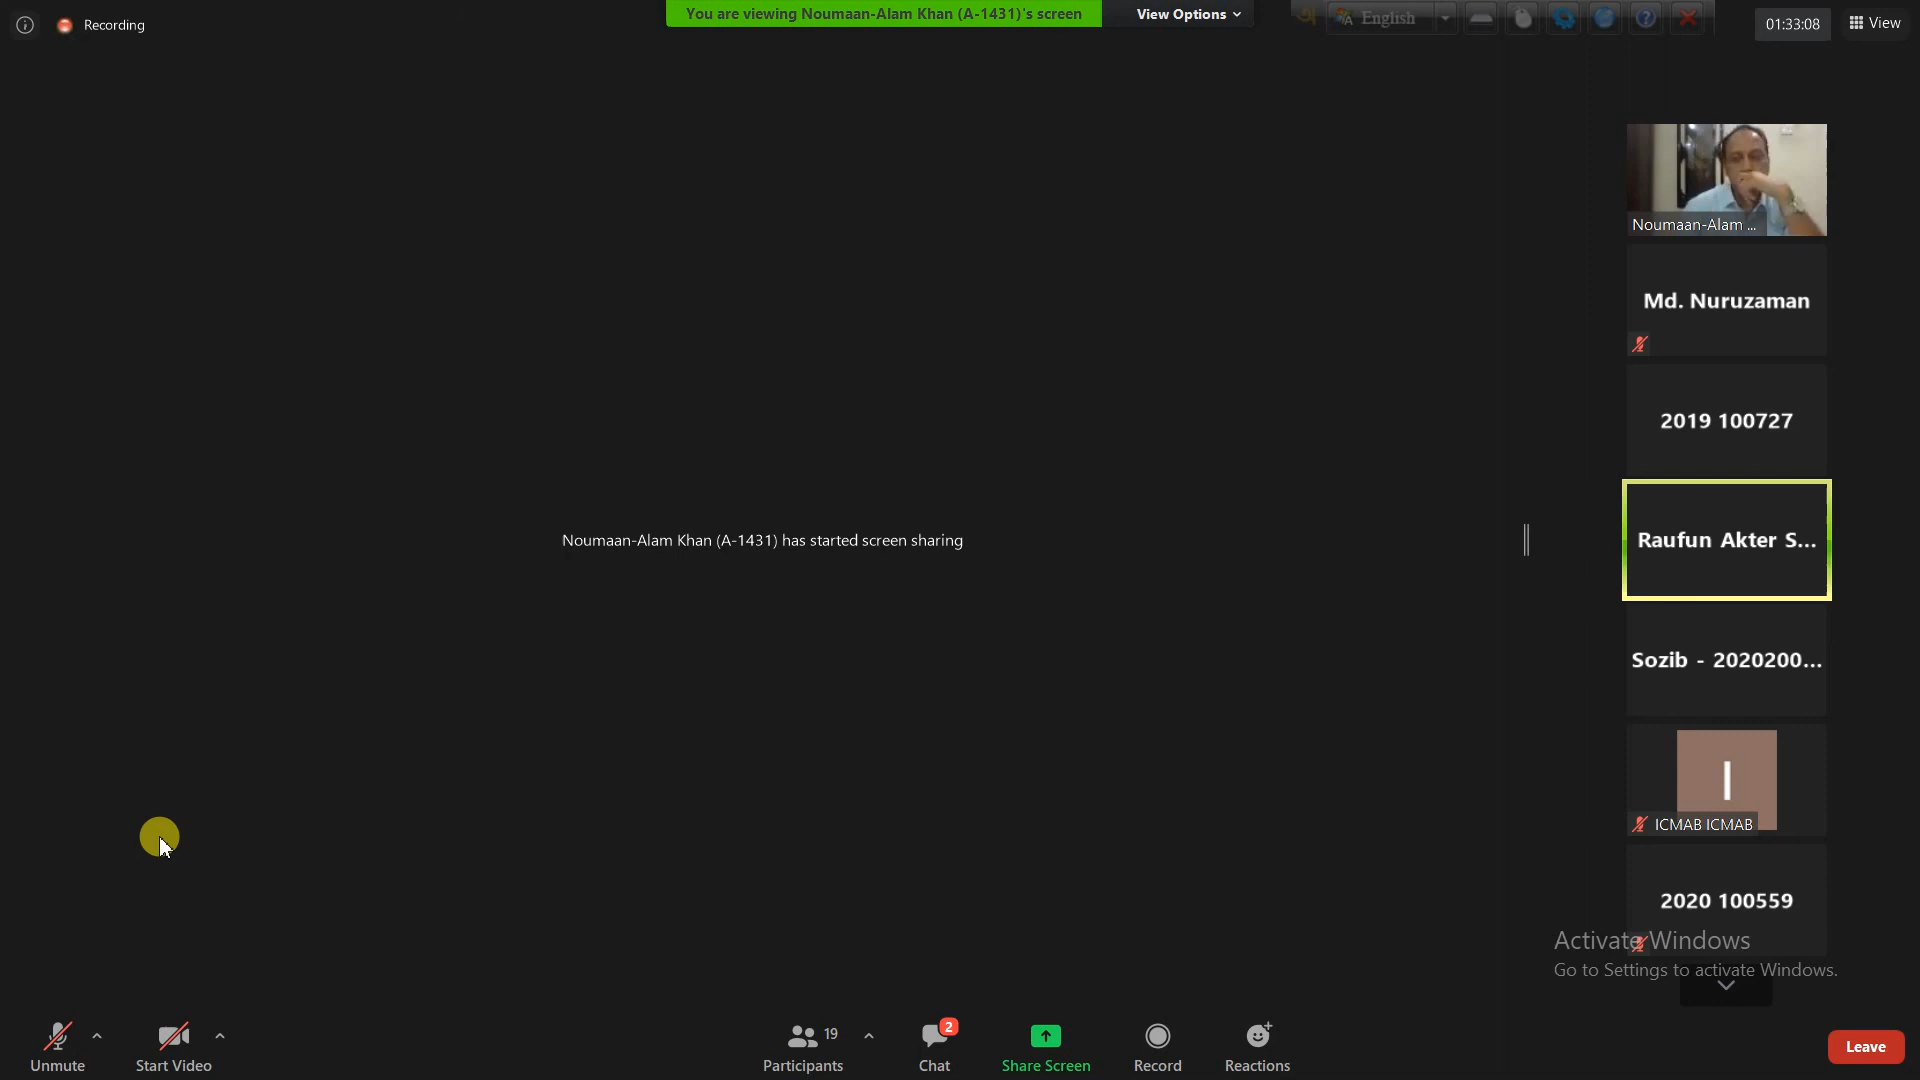 Recording
You are viewing Noumaan-Alam Khan (A-1431)'s screen
View Options
English
01:33:08
View
Noumaan-Alam ...
Md. Nuruzaman
2019 100727
Noumaan-Alam Khan (A-1431) has started screen sharing
Raufun Akter S...
Sozib - 2020200...
I
ICMAB ICMAB
2020 100559
Activate Windows
Go to Settings to activate Windows.
Unmute
Start Video
19
Participants
2
Chat
Share Screen
Record
Reactions
Leave